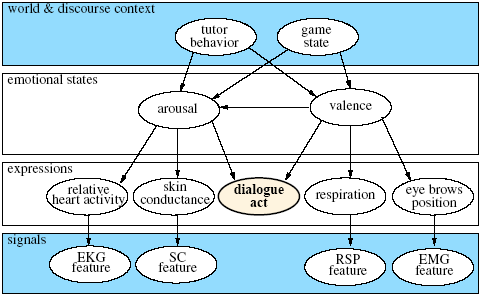 world & discourse context
tutor
behavior
game
state
emotional states
arousal
valence
expressions
relative
heart activity
skin
conductance
dialogue
act
respiration
eye brows
position
signals
EKG
feature
SC
feature
RSP
feature
EMG
feature